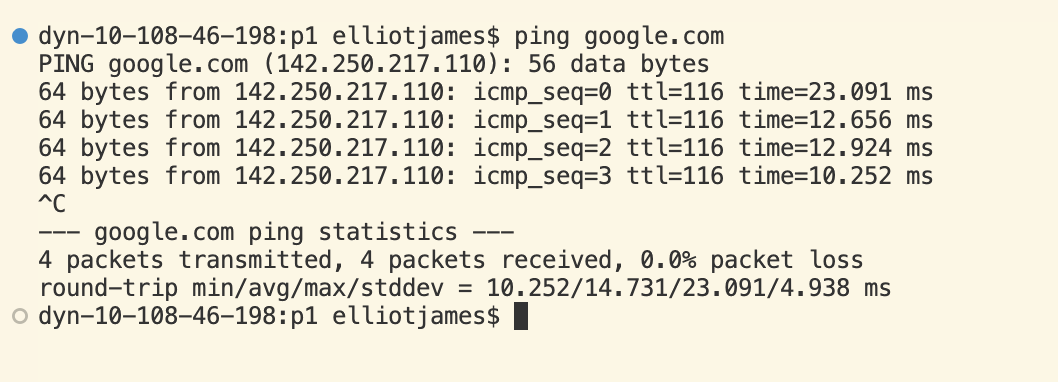 dyn-10-108-46-198:p1 elliotjames$ ping google.com
PING google.com (142.250.217.110): 56 data bytes
64 bytes from 142.250.217.110: icmp_seq=0 ttl=116 time=23.091 ms
64 bytes from 142.250.217.110: icmp_seq=1 ttl=116 time=12.656 ms
64 bytes from 142.250.217.110: icmp_seq=2 ttl=116 time=12.924 ms
64 bytes from 142.250.217.110: icmp_seq=3 ttl=116 time=10.252 ms
^C
--- google.com ping statistics ---
4 packets transmitted, 4 packets received, 0.0% packet loss
round-trip min/avg/max/stddev = 10.252/14.731/23.091/4.938 ms
dyn-10-108-46-198:p1 elliotjames$